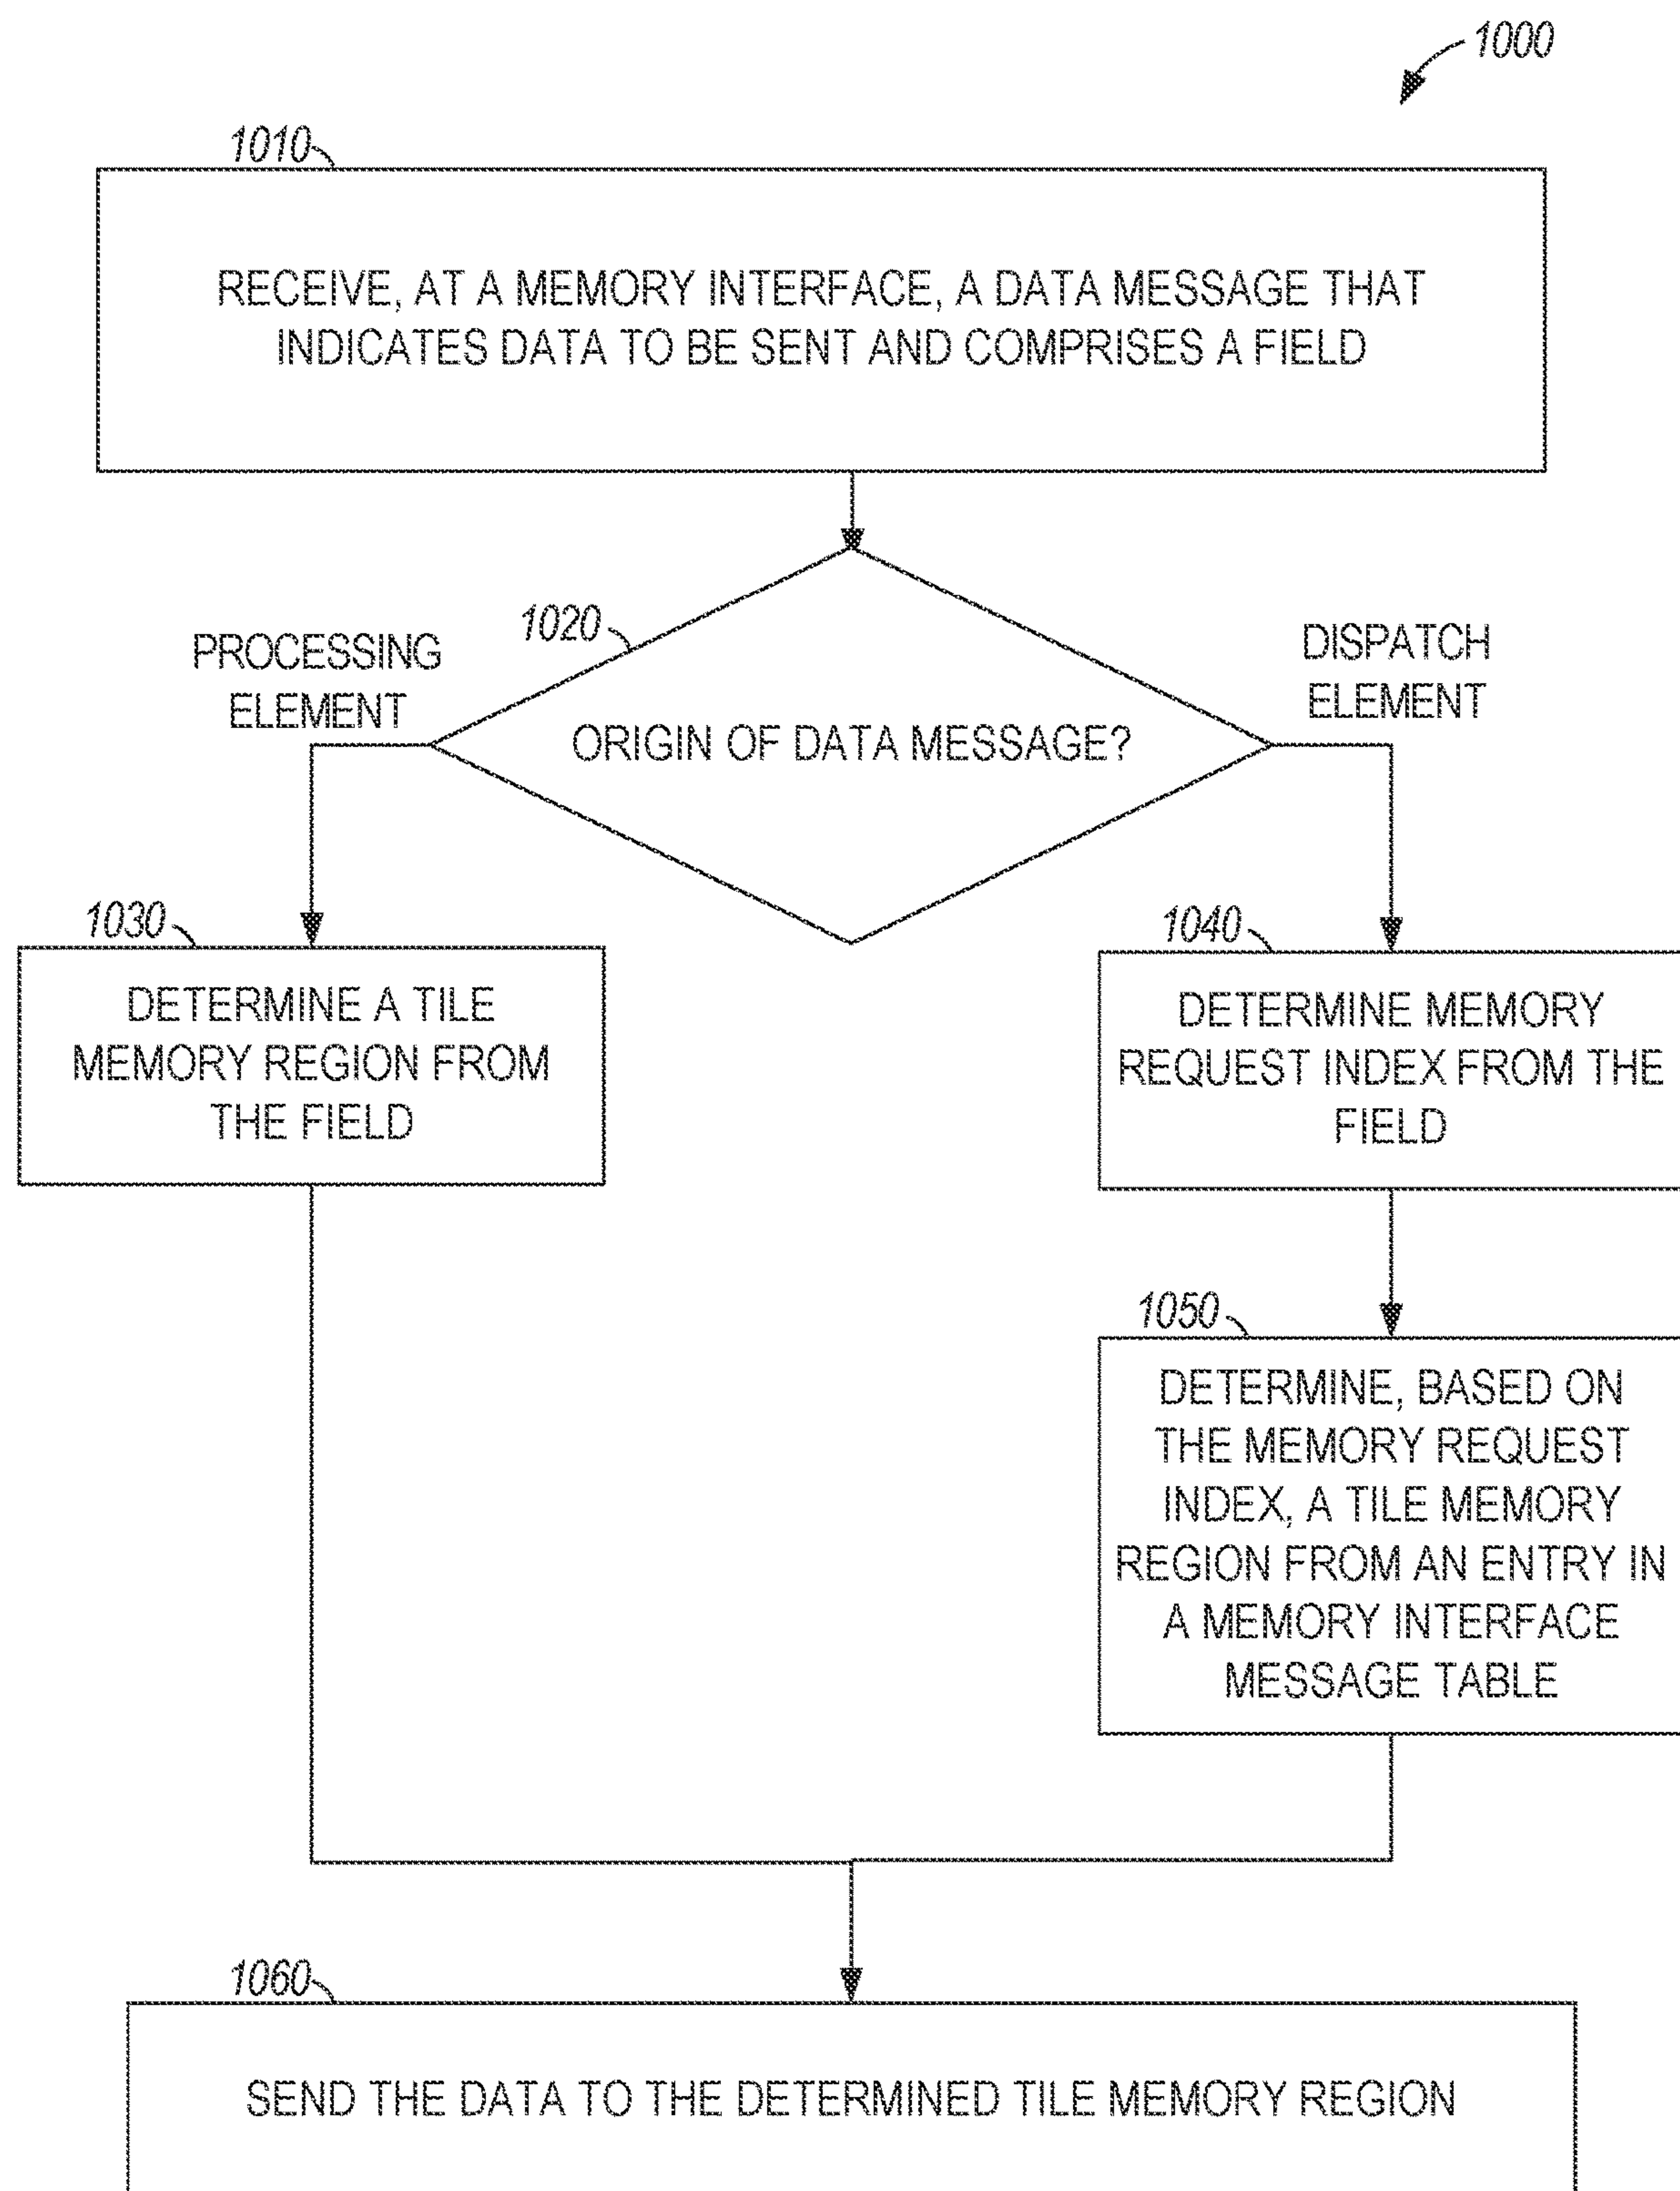 1000
1010
RECEIVE, AT A MEMORY INTERFACE, A DATA MESSAGE THAT
INDICATES DATA TO BE SENT AND COMPRISES A FIELD
1020
PROCESSING
ELEMENT
ORIGIN OF DATA MESSAGE?
DISPATCH
ELEMENT
1030
DETERMINE A TILE
MEMORY REGION FROM
THE FIELD
1040
DETERMINE MEMORY
REQUEST INDEX FROM THE
FIELD
1050
DETERMINE, BASED ON
THE MEMORY REQUEST
INDEX, A TILE MEMORY
REGION FROM AN ENTRY IN
A MEMORY INTERFACE
MESSAGE TABLE
1060
SEND THE DATA TO THE DETERMINED TILE MEMORY REGION